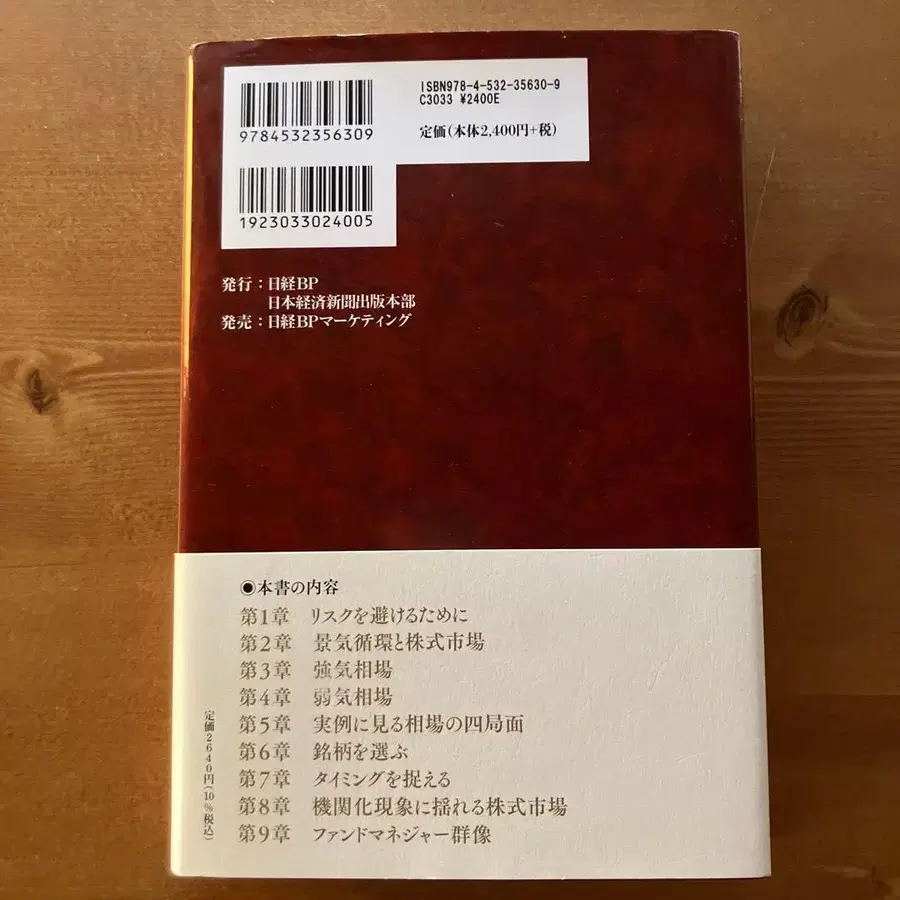 ISBN978-4-532-35630-9
C3033 ¥2400E
9784532356309
定価(本体2,400円+税)
1923033024005
発行：日経BP
日本経済新聞出版本部
発売：日経BPマーケティング
◉本書の内容
第1章 リスクを避けるために
第2章 景気循環と株式市場
第3章 強気相場
第4章 弱気相場
第5章 実例に見る相場の四局面
第6章 銘柄を選ぶ
第7章 タイミングを捉える
第8章 機関化現象に揺れる株式市場
第9章 ファンドマネジャー群像
定価2640円(10%税込)